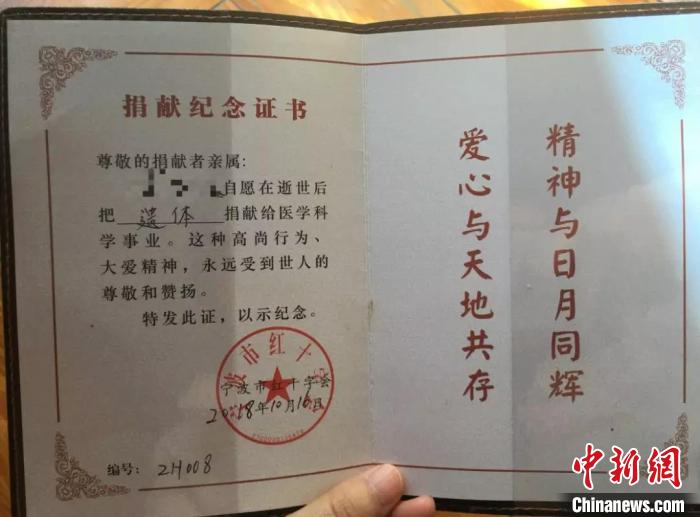 捐献纪念证书
尊敬的捐献者亲属:
自愿在逝世后
把 遗体 捐献给医学科
学事业。这种高尚行为、
大爱精神，永远受到世人的
尊敬和赞扬。
特发此证，以示纪念。
宁波市红十字会
2018年10月16日
编号: 2H008
精神与日月同辉
爱心与天地共存
中新网
Chinanews.com